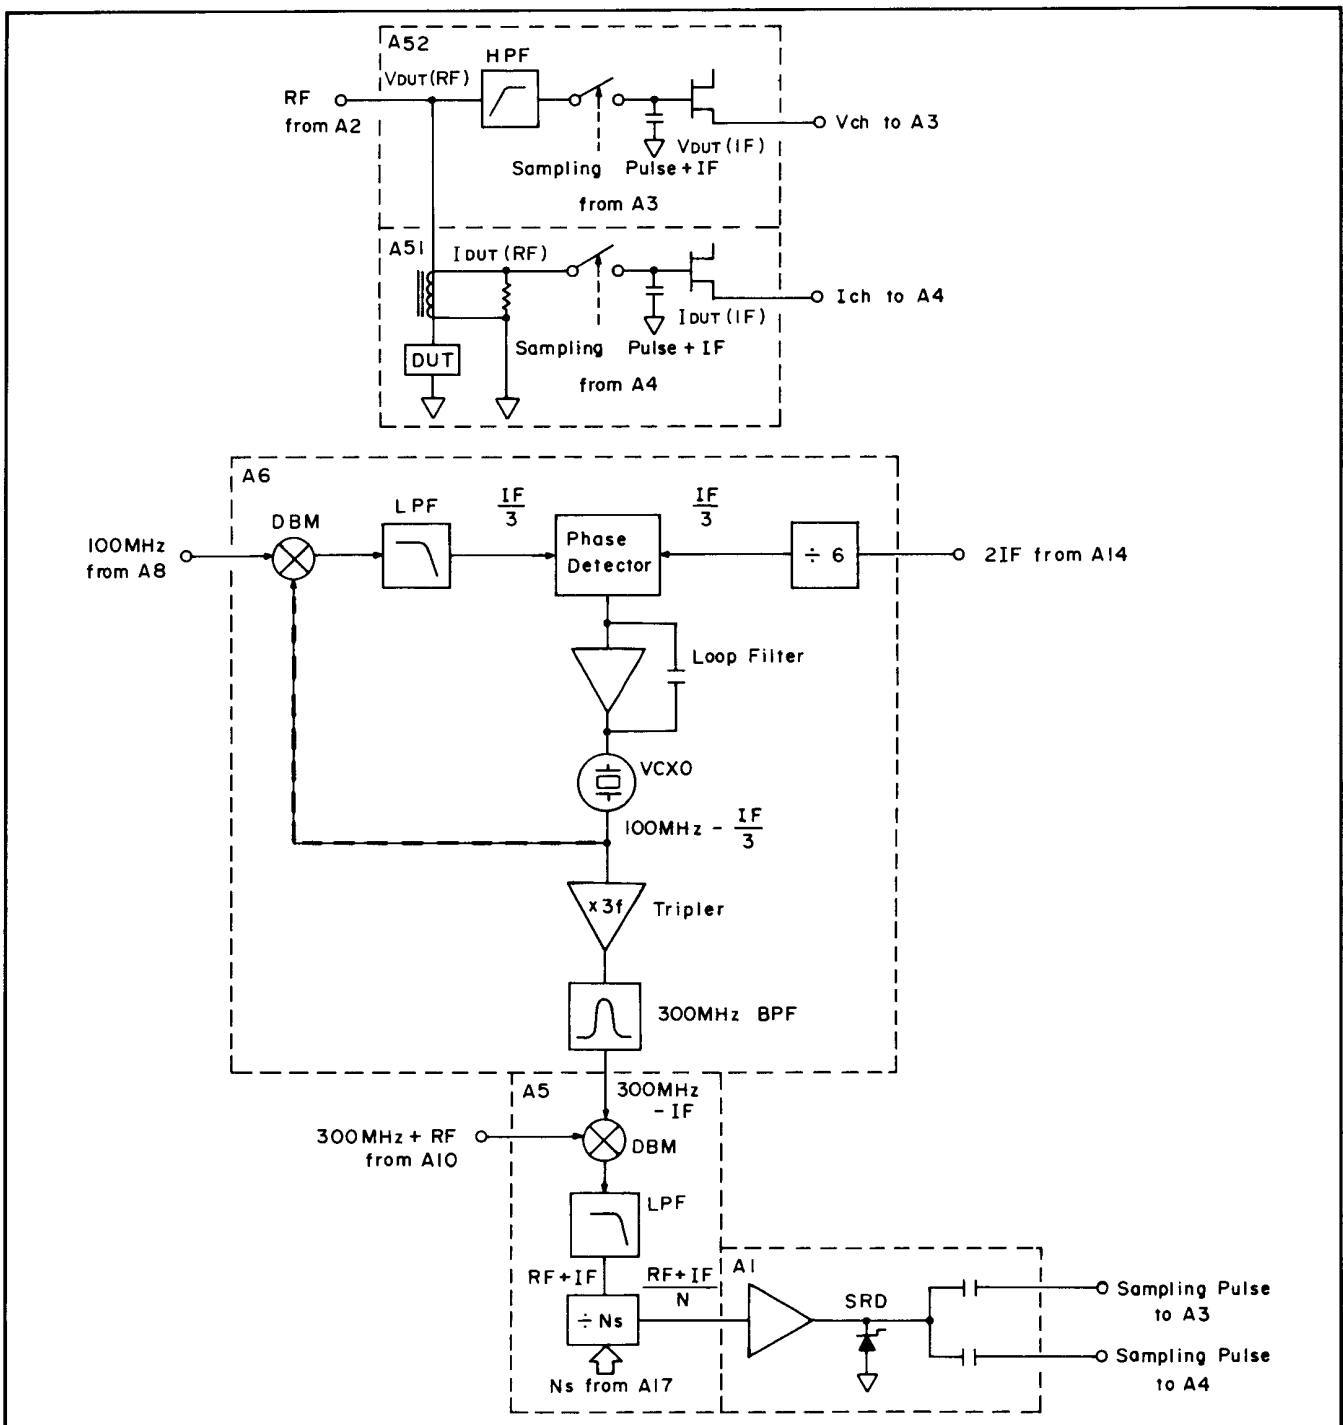 A52
HPF
VDUT(RF)
RF
from A2
Vch to A3
VDUT(IF)
Sampling Pulse + IF
from A3
A51
IDUT(RF)
Ich to A4
IDUT(IF)
DUT
Sampling Pulse + IF
from A4
A6
DBM
LPF
IF
3
IF
3
100MHz
from A8
Phase
Detector
÷ 6
2IF from A14
Loop Filter
VCXO
100MHz - IF
3
x3f
Tripler
300MHz BPF
A5
300MHz
- IF
300MHz + RF
from A10
DBM
LPF
RF+IF
RF+IF
N
A1
SRD
Sampling Pulse
to A3
÷ Ns
Sampling Pulse
to A4
Ns from A17